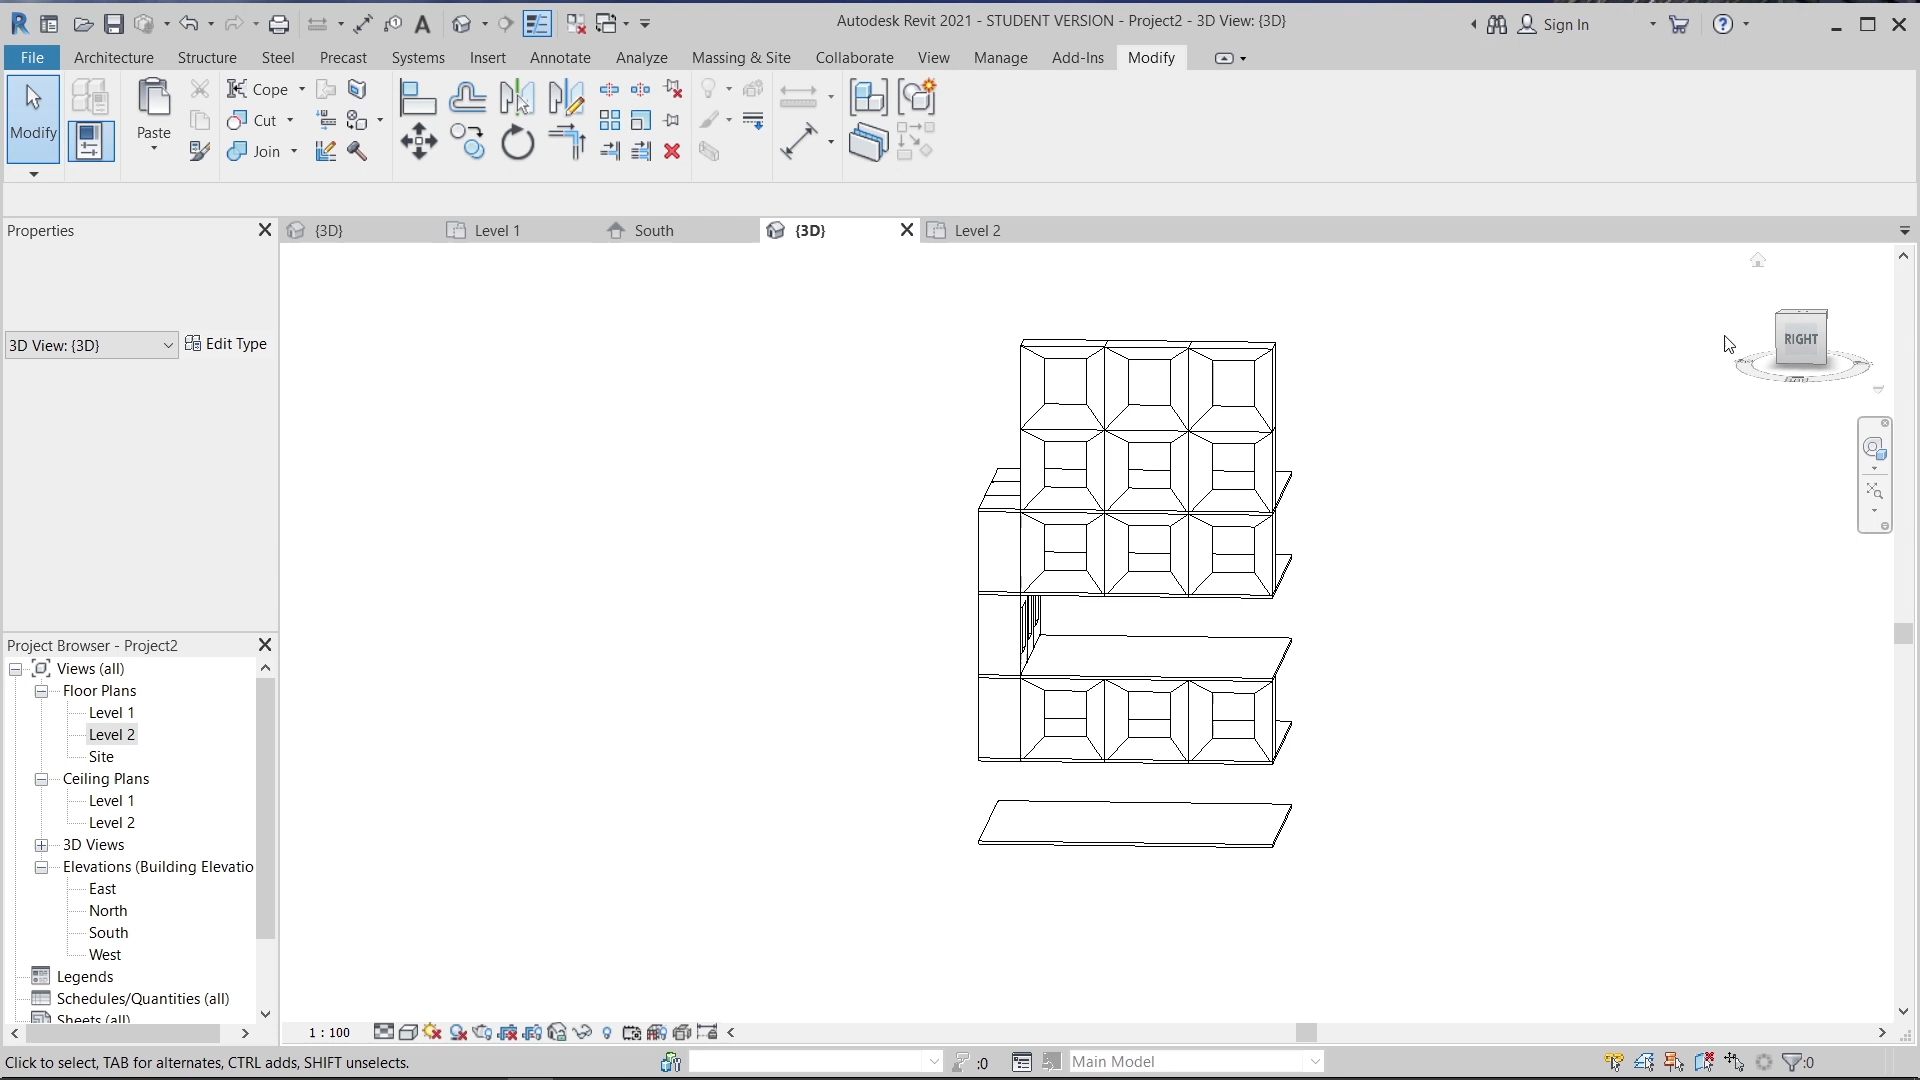 Autodesk Revit 2021 - STUDENT VERSION - Project2 - 3D View: {3D}
Sign In
File Architecture Structure Steel Precast Systems Insert Annotate Analyze Massing & Site Collaborate View Manage Add-Ins Modify
Modify
Paste
Cope
Cut
Join
Properties
{3D}
Level 1
South
{3D}
Level 2
3D View: {3D}
Edit Type
RIGHT
Project Browser - Project2
Views (all)
Floor Plans
Level 1
Level 2
Site
Ceiling Plans
Level 1
Level 2
3D Views
Elevations (Building Elevatio
East
North
South
West
Legends
Schedules/Quantities (all)
Sheets (all)
1 : 100
Click to select, TAB for alternates, CTRL adds, SHIFT unselects.
:0
Main Model
:0